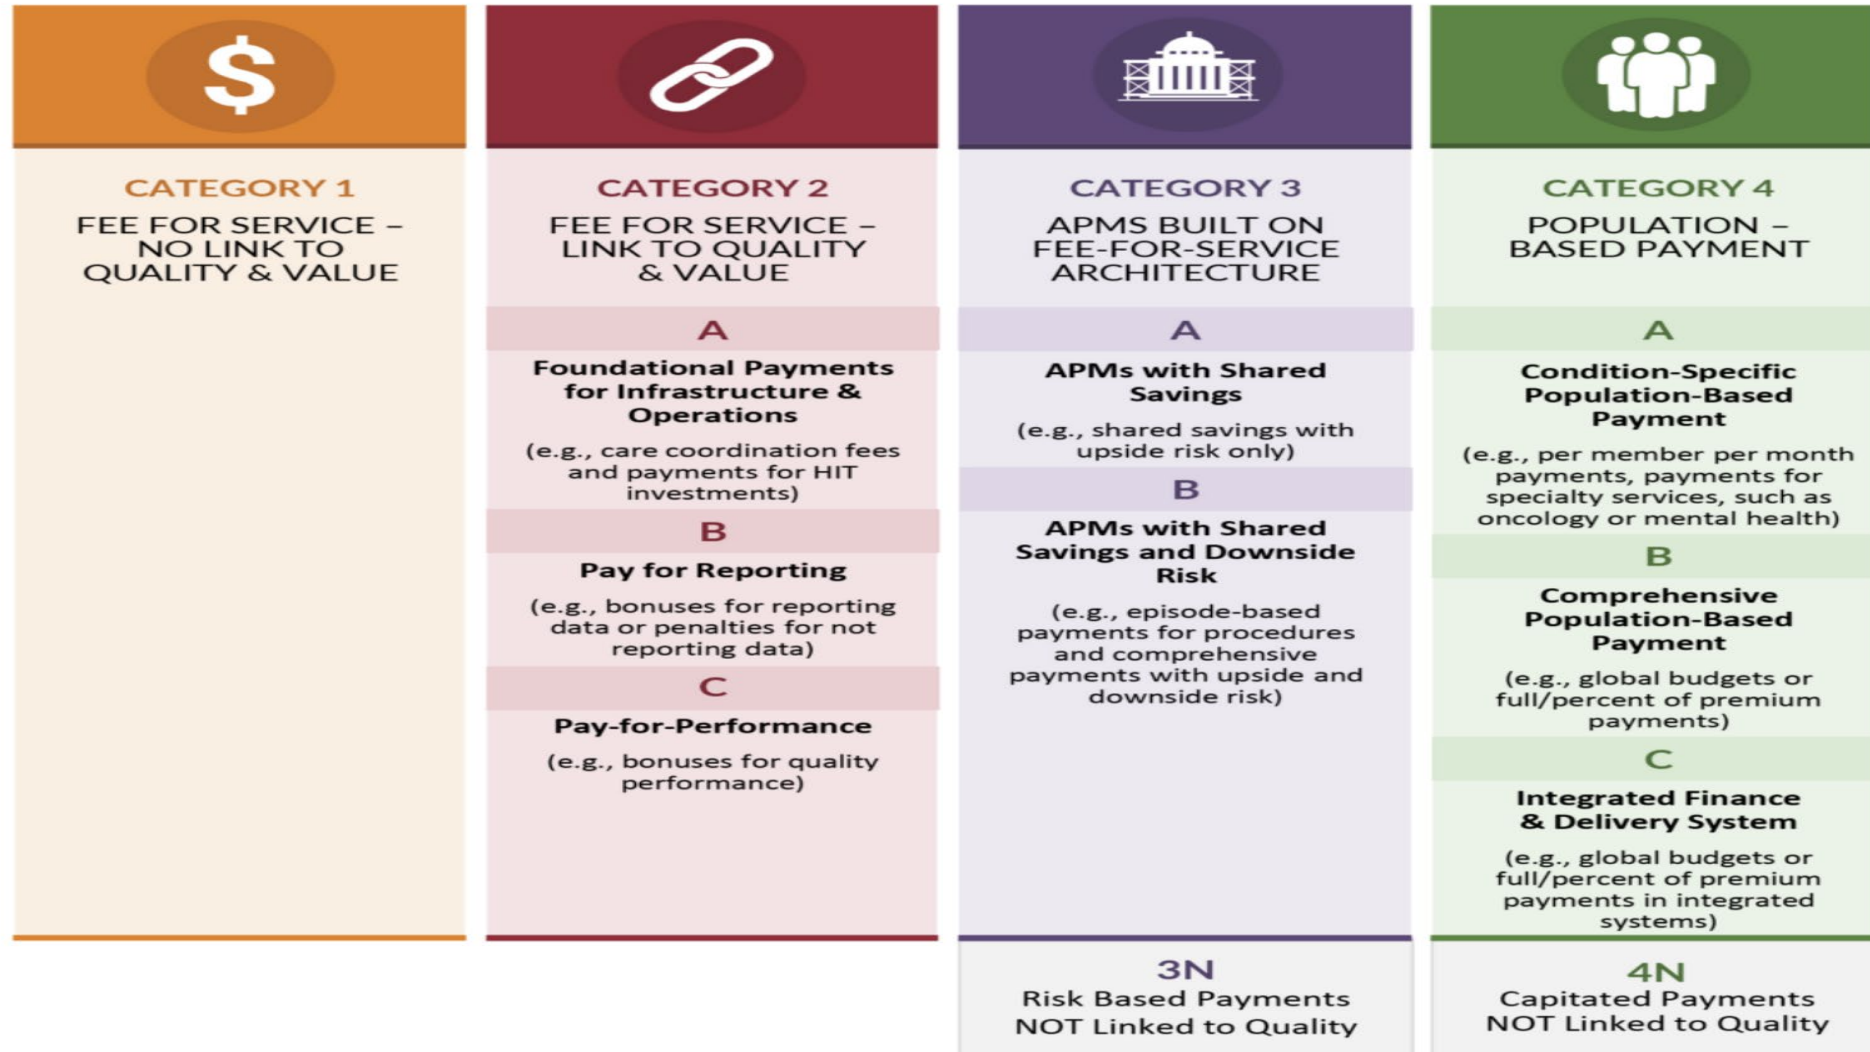 $
CATEGORY 1
FEE FOR SERVICE –
NO LINK TO
QUALITY & VALUE
CATEGORY 2
FEE FOR SERVICE –
LINK TO QUALITY
& VALUE
A
Foundational Payments
for Infrastructure &
Operations
(e.g., care coordination fees
and payments for HIT
investments)
B
Pay for Reporting
(e.g., bonuses for reporting
data or penalties for not
reporting data)
C
Pay-for-Performance
(e.g., bonuses for quality
performance)
CATEGORY 3
APMS BUILT ON
FEE-FOR-SERVICE
ARCHITECTURE
A
APMs with Shared
Savings
(e.g., shared savings with
upside risk only)
B
APMs with Shared
Savings and Downside
Risk
(e.g., episode-based
payments for procedures
and comprehensive
payments with upside and
downside risk)
3N
Risk Based Payments
NOT Linked to Quality
CATEGORY 4
POPULATION –
BASED PAYMENT
A
Condition-Specific
Population-Based
Payment
(e.g., per member per month
payments, payments for
specialty services, such as
oncology or mental health)
B
Comprehensive
Population-Based
Payment
(e.g., global budgets or
full/percent of premium
payments)
C
Integrated Finance
& Delivery System
(e.g., global budgets or
full/percent of premium
payments in integrated
systems)
4N
Capitated Payments
NOT Linked to Quality